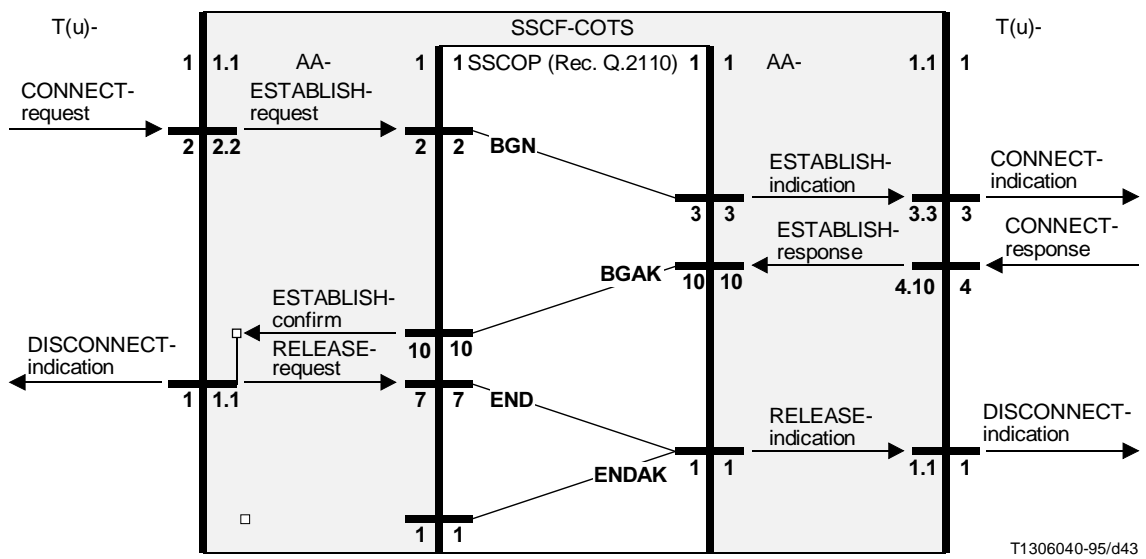 T(u)-
SSCF-COTS
T(u)-
1 1.1 AA- 1 1 SSCOP (Rec. Q.2110) 1 1 AA- 1.1 1
CONNECT-
request
ESTABLISH-
request
2 2.2 2 2
BGN
ESTABLISH-
indication
CONNECT-
indication
3 3 3.3 3
ESTABLISH-
response
CONNECT-
response
BGAK
10 10 4.10 4
ESTABLISH-
confirm
10 10
DISCONNECT-
indication
RELEASE-
request
1 1.1 7 7
END
RELEASE-
indication
DISCONNECT-
indication
1 1 1.1 1
ENDAK
1 1
T1306040-95/d43